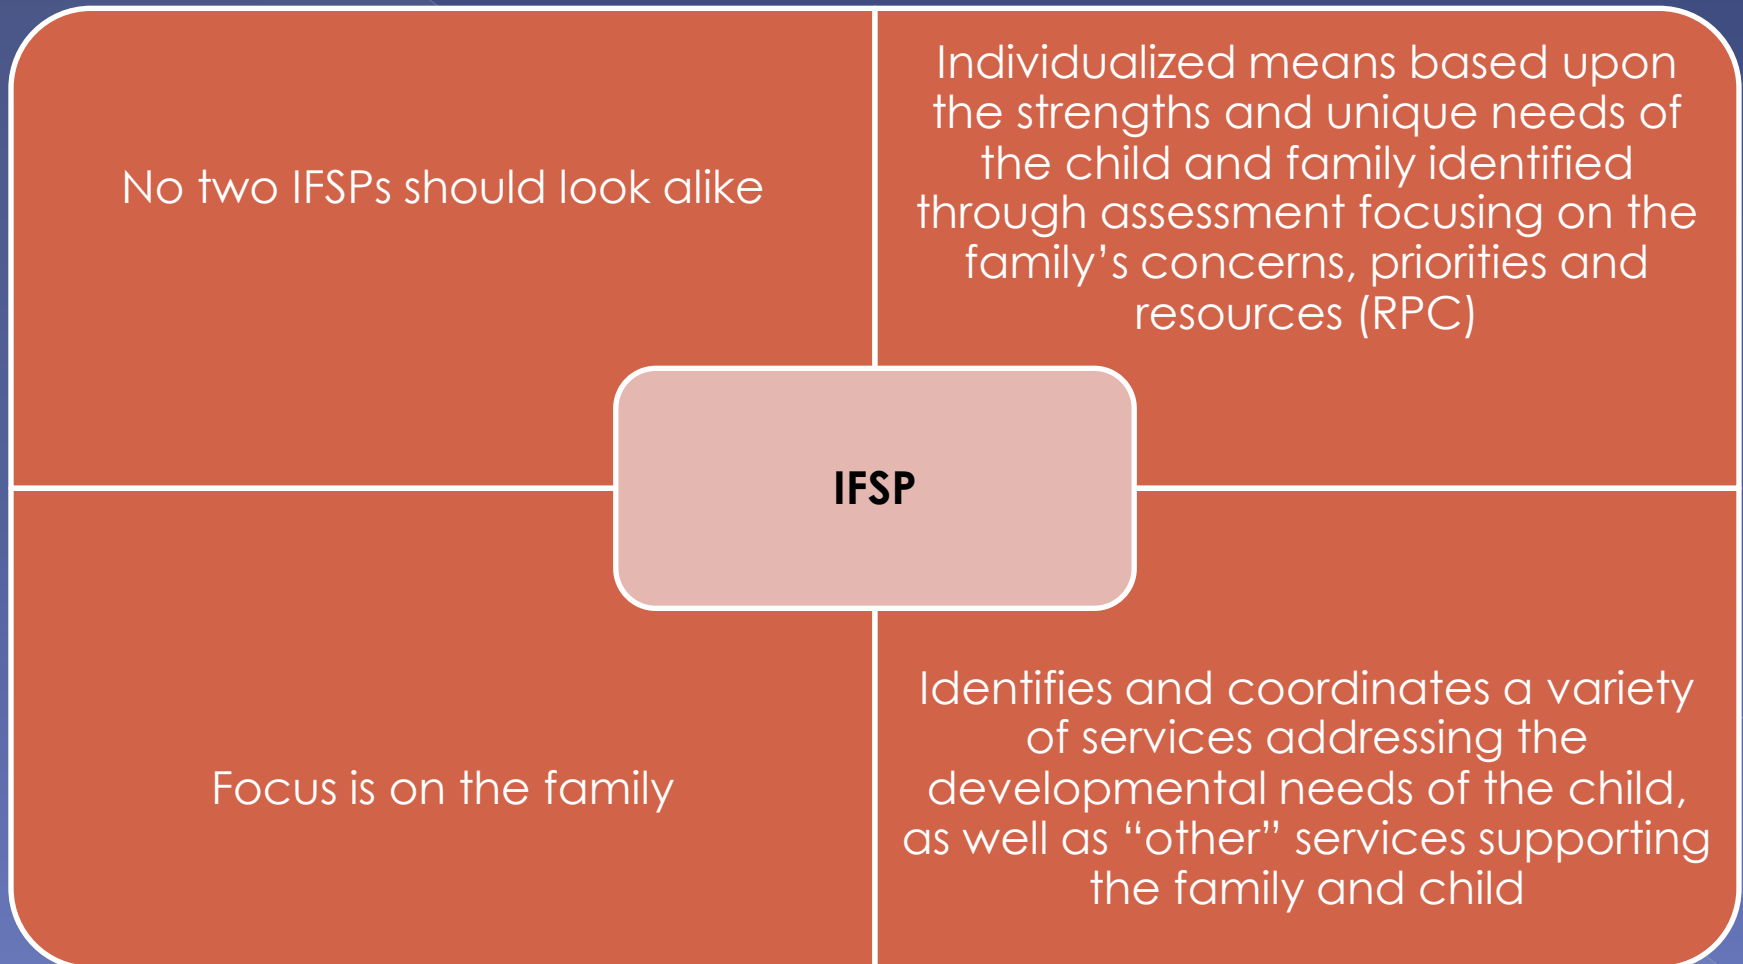 No two IFSPs should look alike
Individualized means based upon
the strengths and unique needs of
the child and family identified
through assessment focusing on the
family’s concerns, priorities and
resources (RPC)
IFSP
Focus is on the family
Identifies and coordinates a variety
of services addressing the
developmental needs of the child,
as well as “other” services supporting
the family and child